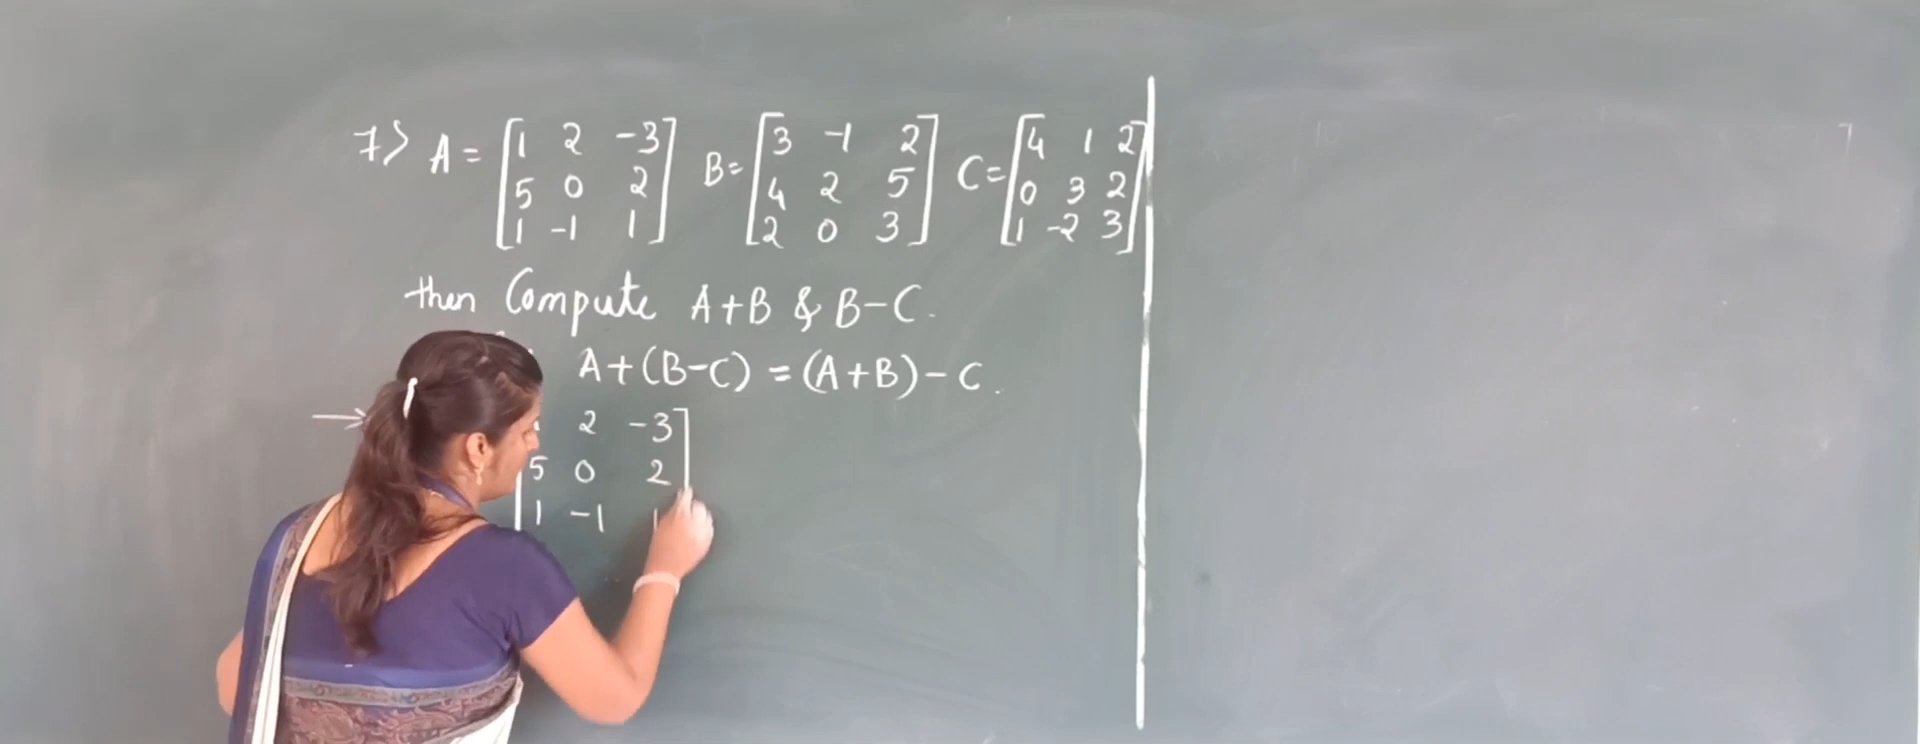 7> A = [1 2 -3 B = [3 -1 2 C = [4 1 2
5 0 2] 4 2 5] 0 3 2]
1 -1 1 2 0 3 1 -2 3
then Compute A+B & B-C.
A+(B-C) = (A+B)-C.
2 -3
5 0 2
1 -1